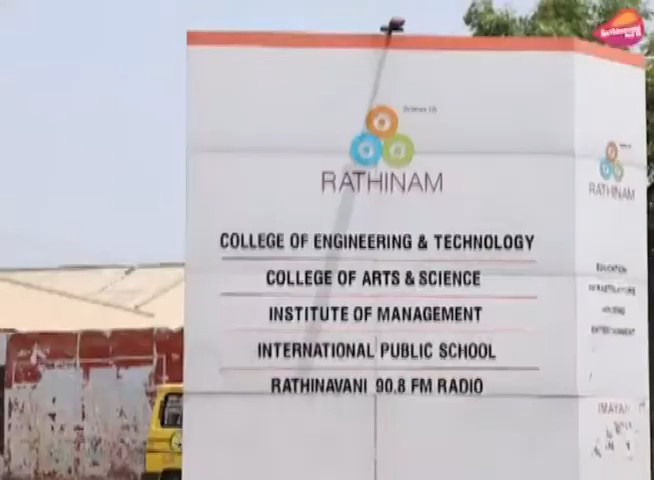 RATHINAM
COLLEGE OF ENGINEERING & TECHNOLOGY
COLLEGE OF ARTS & SCIENCE
INSTITUTE OF MANAGEMENT
INTERNATIONAL PUBLIC SCHOOL
RATHINAVANI 90.8 FM RADIO
RATHINAM
EDUCATION
INFRASTRUCTURE
HOUSING
ENTERTAINMENT